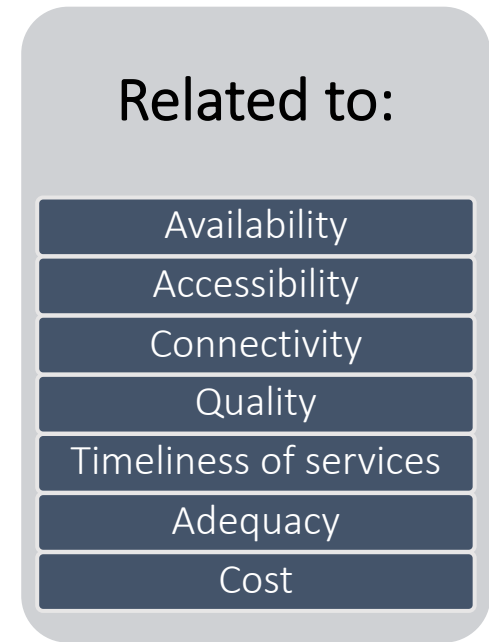 Related to:
Availability
Accessibility
Connectivity
Quality
Timeliness of services
Adequacy
Cost